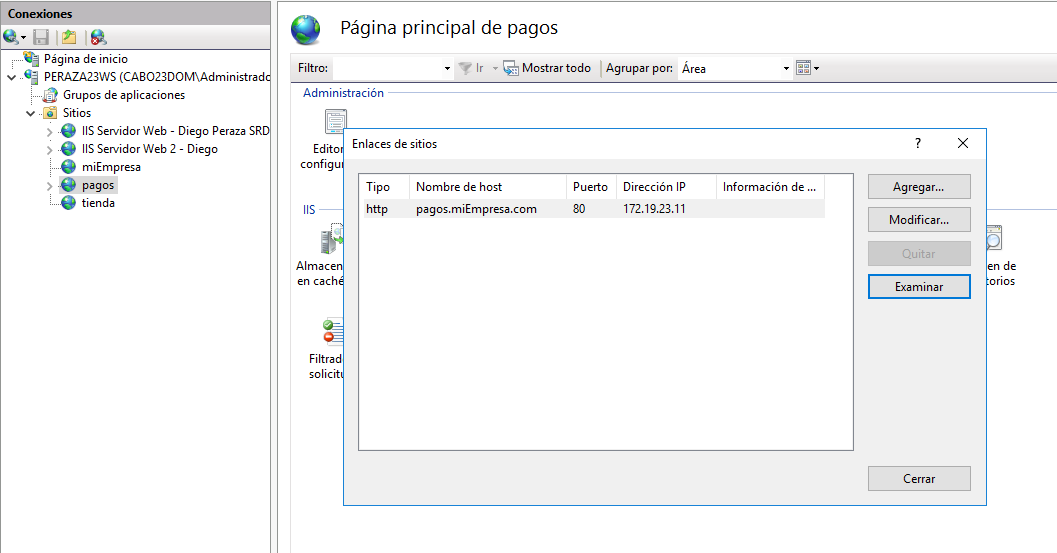 Conexiones
Página de inicio
PERAZA23WS (CABO23DOM\Administrado
Grupos de aplicaciones
Sitios
IIS Servidor Web - Diego Peraza SRD
IIS Servidor Web 2 - Diego
miEmpresa
pagos
tienda
Página principal de pagos
Filtro:
Ir
Mostrar todo
Agrupar por:
Área
Administración
Editor
configur
IIS
Almacen
en caché
en de
torios
Filtrad
solicitu
Enlaces de sitios
?
Tipo Nombre de host Puerto Dirección IP Información de ...
http pagos.miEmpresa.com 80 172.19.23.11
Agregar...
Modificar...
Quitar
Examinar
Cerrar